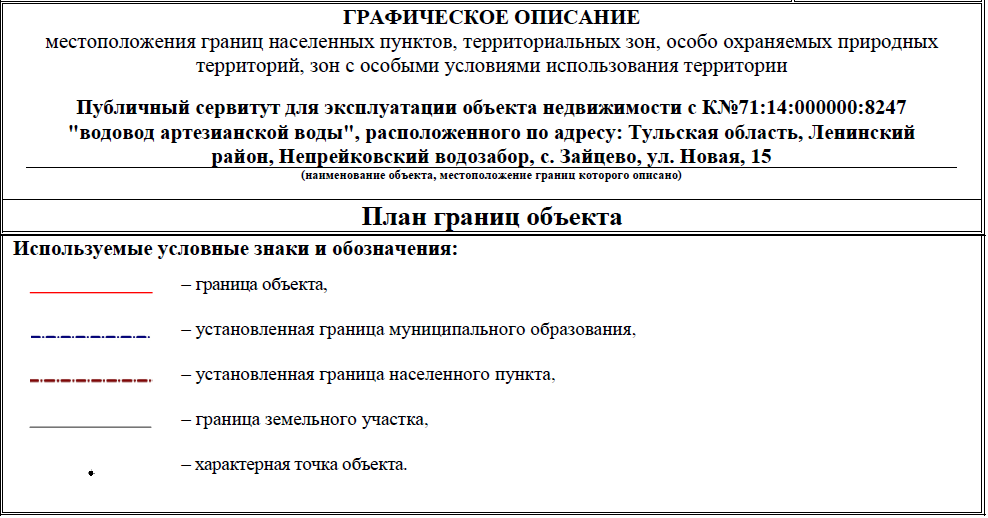 ГРАФИЧЕСКОЕ ОПИСАНИЕ
местоположения границ населенных пунктов, территориальных зон, особо охраняемых природных
территорий, зон с особыми условиями использования территории
Публичный сервитут для эксплуатации объекта недвижимости с К№71:14:000000:8247
"водовод артезианской воды", расположенного по адресу: Тульская область, Ленинский
район, Непрейковский водозабор, с. Зайцево, ул. Новая, 15
(наименование объекта, местоположение границ которого описано)
План границ объекта
Используемые условные знаки и обозначения:
– граница объекта,
– установленная граница муниципального образования,
– установленная граница населенного пункта,
– граница земельного участка,
– характерная точка объекта.